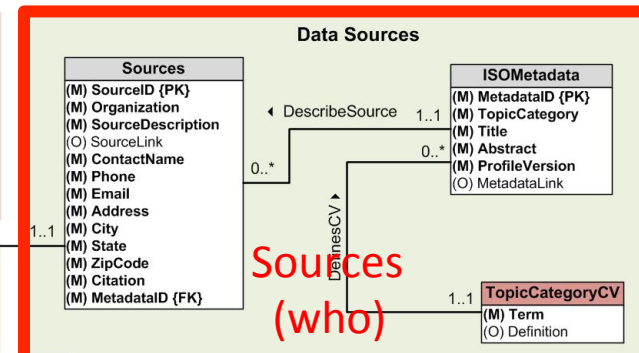 Data Sources
Sources
(M) SourceID {PK}
(M) Organization
(M) SourceDescription
(O) SourceLink
(M) ContactName
(M) Phone
(M) Email
(M) Address
(M) City
(M) State
(M) ZipCode
(M) Citation
(M) MetadataID {FK}
1..1
◄ DescribeSource
1..1
0..*
ISOMetadata
(M) MetadataID {PK}
(M) TopicCategory
(M) Title
(M) Abstract
(M) ProfileVersion
(O) MetadataLink
0..*
DefinesCV ►
1..1
TopicCategoryCV
(M) Term
(O) Definition
Sources
(who)